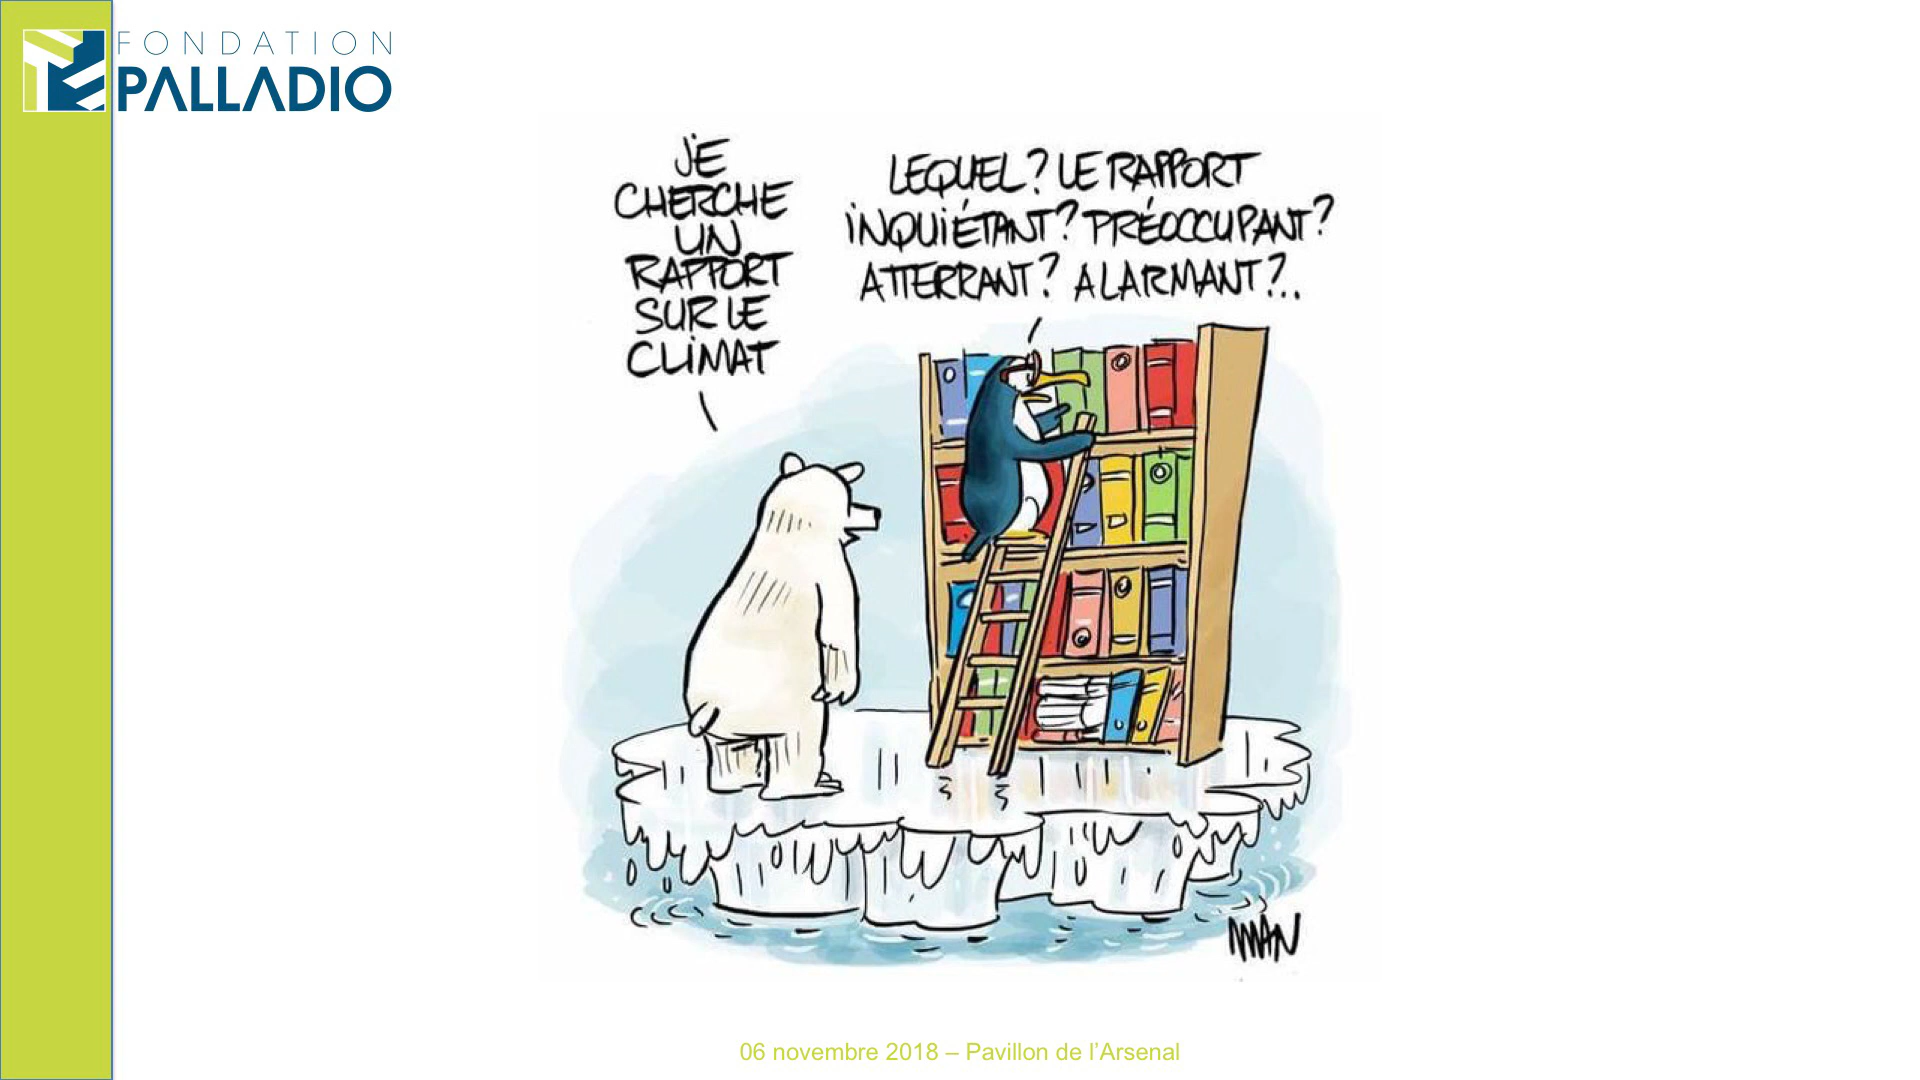 FONDATION
PALLADIO
JE
CHERCHE
UN
RAPPORT
SUR LE
CLIMAT
LEQUEL? LE RAPPORT
INQUIÉTANT? PRÉOCCUPANT?
ATTERRANT? ALARMANT?..
MAN
06 novembre 2018 – Pavillon de l’Arsenal